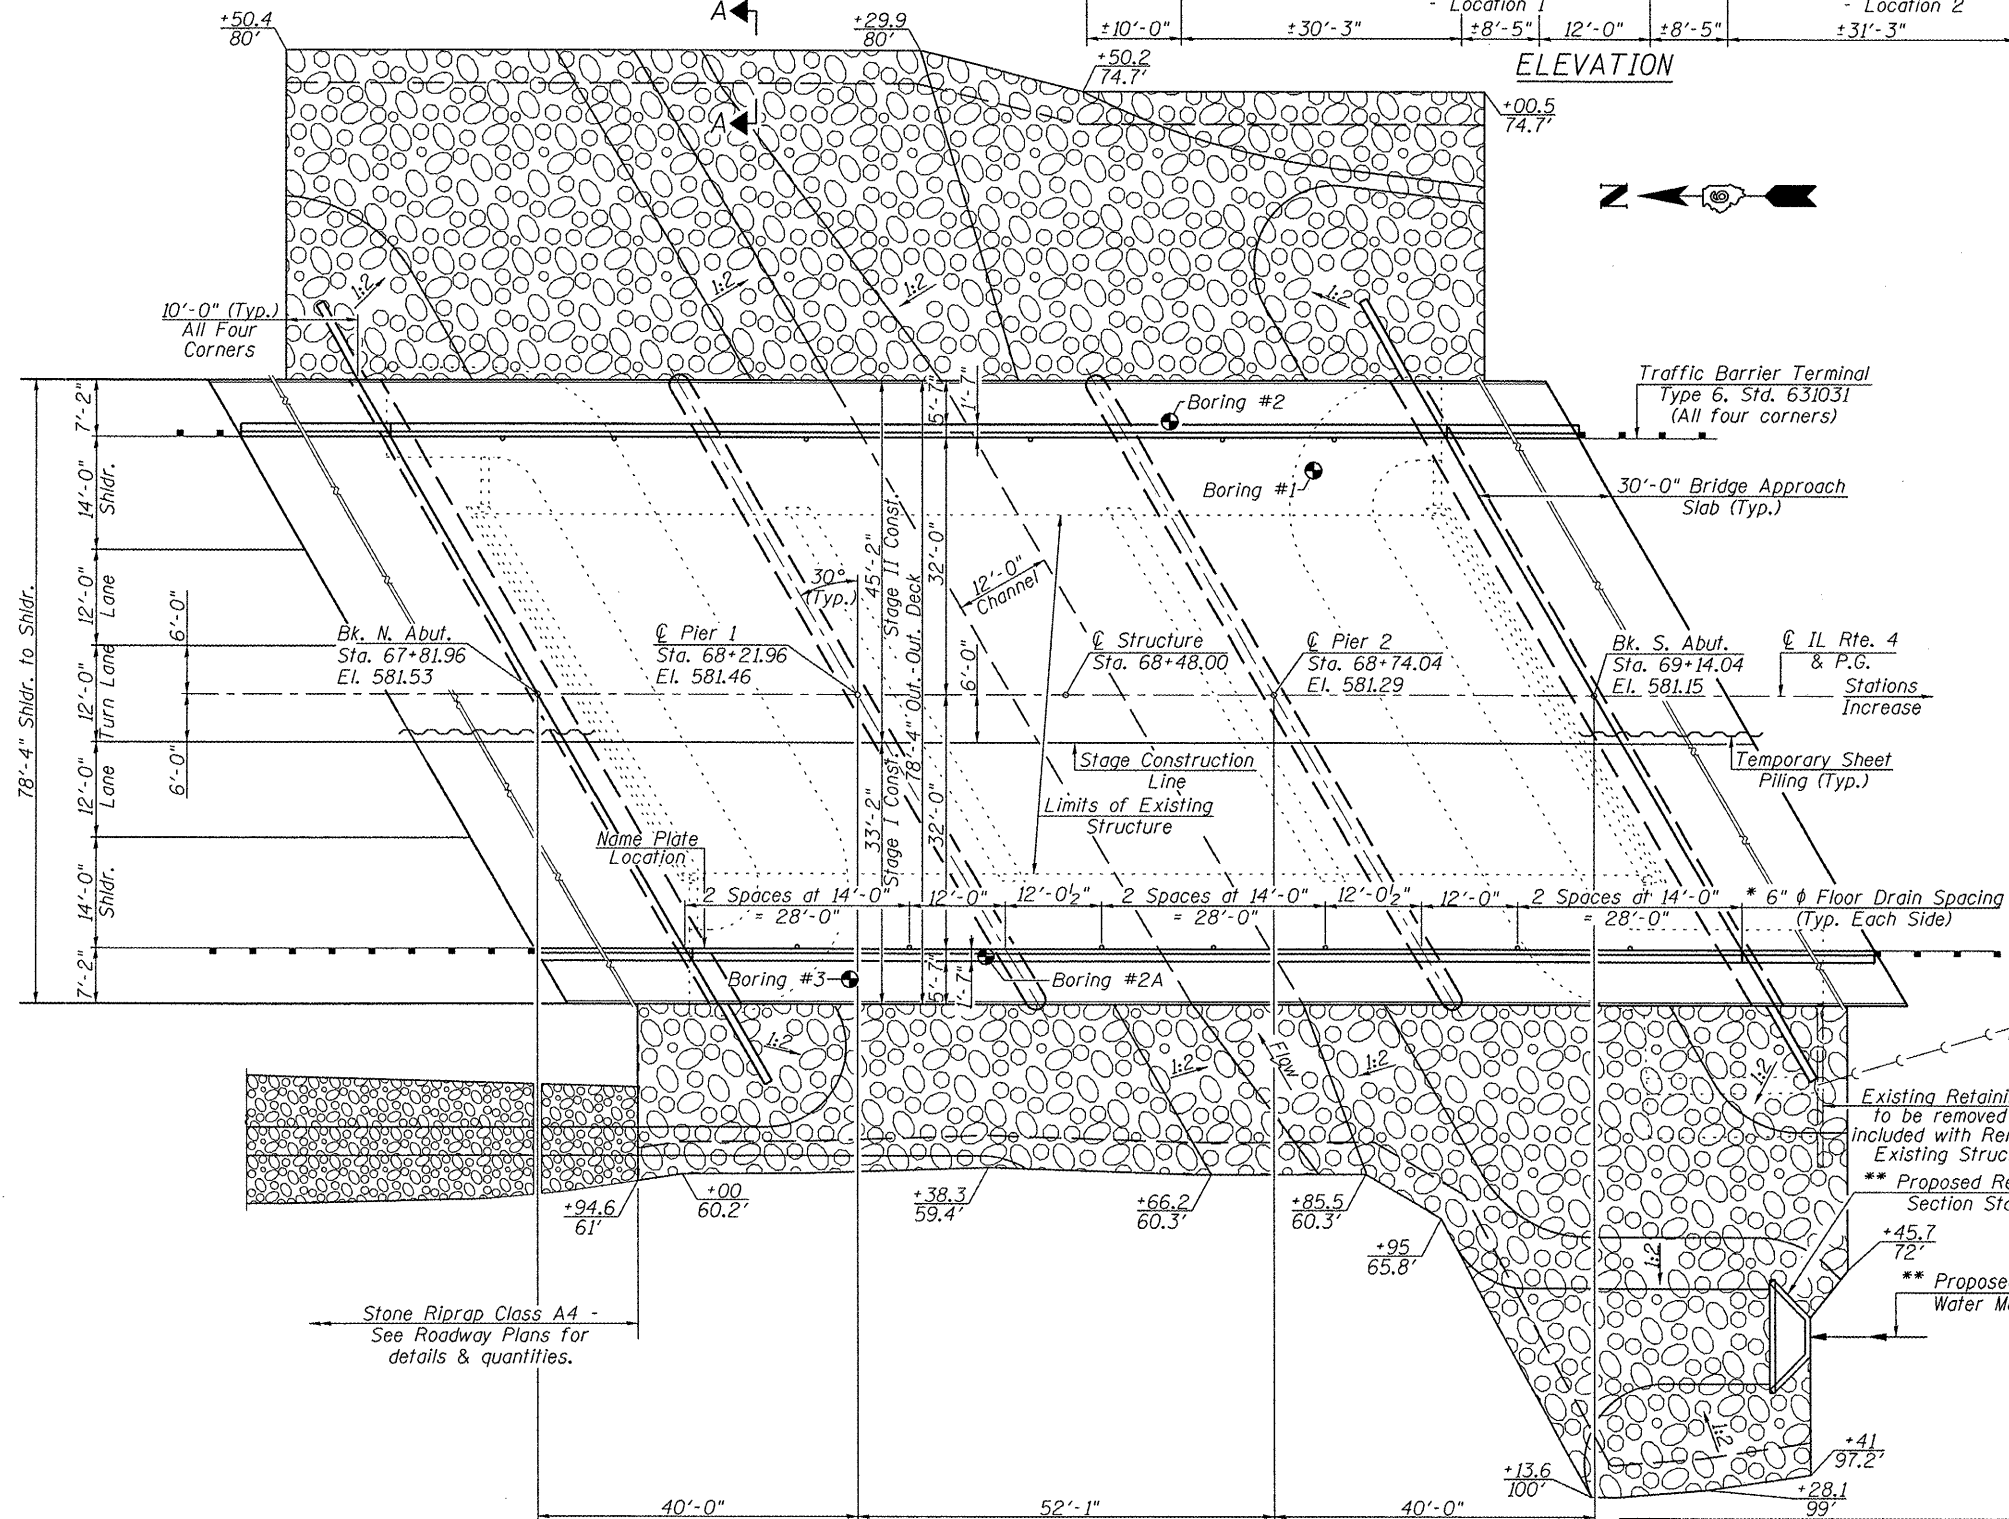 - Location 1
- Location 2
±10'-0"
±30'-3"
±8'-5"
12'-0"
±8'-5"
±31'-3"
ELEVATION
+50.4
80'
A
+29.9
80'
+50.2
74.7'
A
+00.5
74.7'
N
1:2
1:2
1:2
1:2
10'-0" (Typ.)
All Four
Corners
Traffic Barrier Terminal
Type 6, Std. 631031
(All four corners)
7'-2"
5'-7"
1'-7"
Boring #2
Boring #1
30'-0" Bridge Approach
Slab (Typ.)
14'-0"
Shldr.
12'-0"
Lane
45'-2"
Stage II Const.
32'-0"
12'-0"
Channel
30°
(Typ.)
78'-4" Shldr. to Shldr.
6'-0"
12'-0"
Turn Lane
6'-0"
Bk. N. Abut.
Sta. 67+81.96
El. 581.53
℄ Pier 1
Sta. 68+21.96
El. 581.46
78'-4" Out.-Out. Deck
6'-0"
℄ Structure
Sta. 68+48.00
℄ Pier 2
Sta. 68+74.04
El. 581.29
Bk. S. Abut.
Sta. 69+14.04
El. 581.15
℄ IL Rte. 4
& P.G.
Stations
Increase
12'-0"
Lane
33'-2"
Stage I Const.
32'-0"
Stage Construction
Line
Limits of Existing
Structure
Temporary Sheet
Piling (Typ.)
Name Plate
Location
14'-0"
Shldr.
2 Spaces at 14'-0"
= 28'-0"
12'-0"
12'-0½"
2 Spaces at 14'-0"
= 28'-0"
12'-0½"
12'-0"
2 Spaces at 14'-0"
= 28'-0"
* 6" ϕ Floor Drain Spacing
(Typ. Each Side)
7'-2"
Boring #3
5'-7"
1'-7"
Boring #2A
1:2
1:2
Flow
1:2
1:2
Existing
to be removed
included with
Existing
** Proposed
Section
+94.6
61'
+00
60.2'
+38.3
59.4'
+66.2
60.3'
+85.5
60.3'
+95
65.8'
1:2
+45.7
72'
** Proposed
Water
Stone Riprap Class A4 -
See Roadway Plans for
details & quantities.
1:2
+41
97.2'
+13.6
100'
+28.1
99'
40'-0"
52'-1"
40'-0"